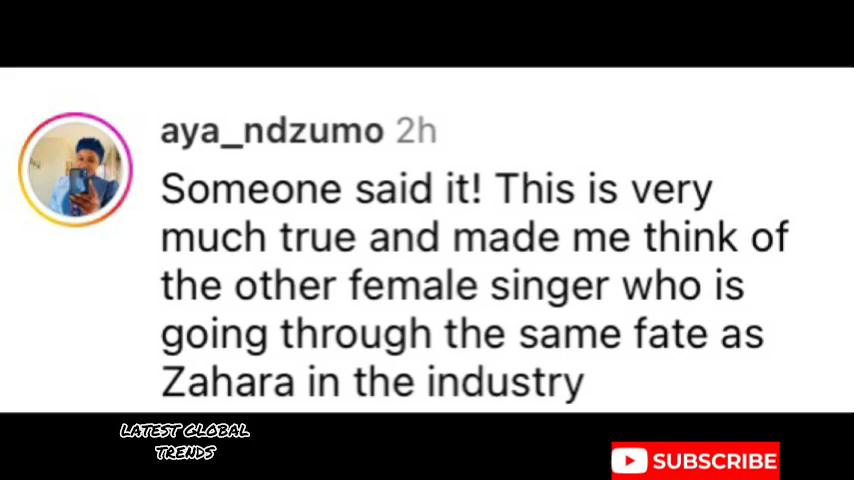 aya_ndzumo 2h
Someone said it! This is very
much true and made me think of
the other female singer who is
going through the same fate as
Zahara in the industry
LATEST GLOBAL
TRENDS
SUBSCRIBE